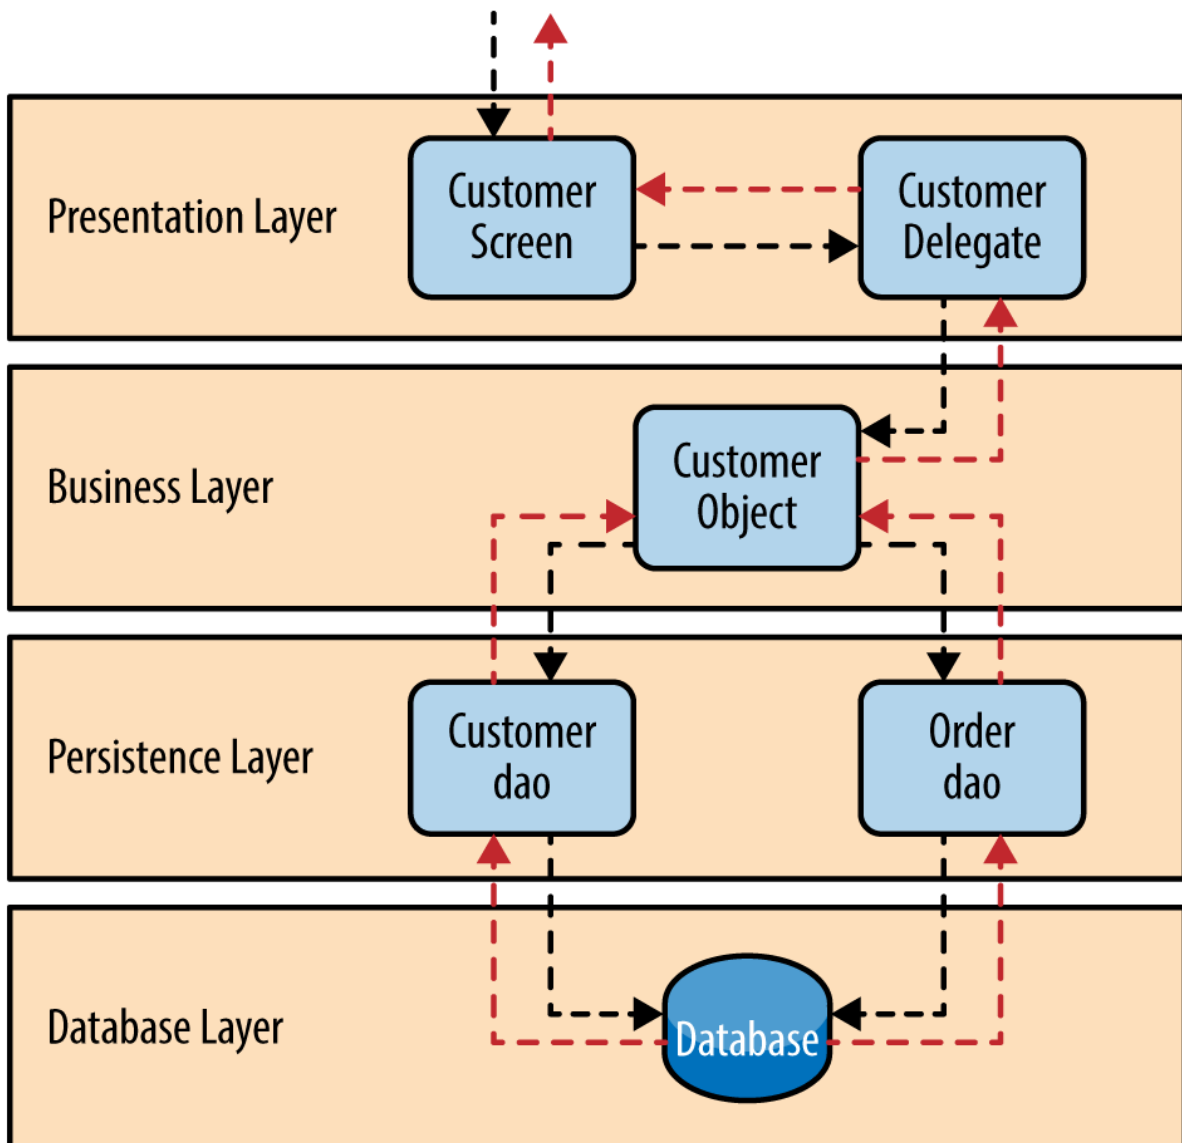 Presentation Layer
Customer
Screen
Customer
Delegate
Business Layer
Customer
Object
Persistence Layer
Customer
dao
Order
dao
Database Layer
Database